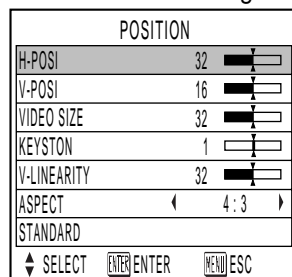 POSITION
H-POSI 32
V-POSI 16
VIDEO SIZE 32
KEYSTON 1
V-LINEARITY 32
ASPECT 4 : 3
STANDARD
SELECT ENTER ENTER MENU ESC